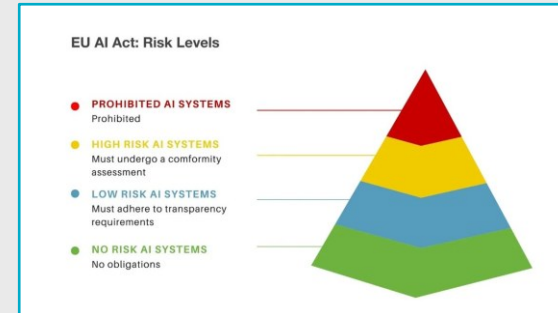 EU AI Act: Risk Levels
PROHIBITED AI SYSTEMS
Prohibited
HIGH RISK AI SYSTEMS
Must undergo a comformity
assessment
LOW RISK AI SYSTEMS
Must adhere to transparency
requirements
NO RISK AI SYSTEMS
No obligations